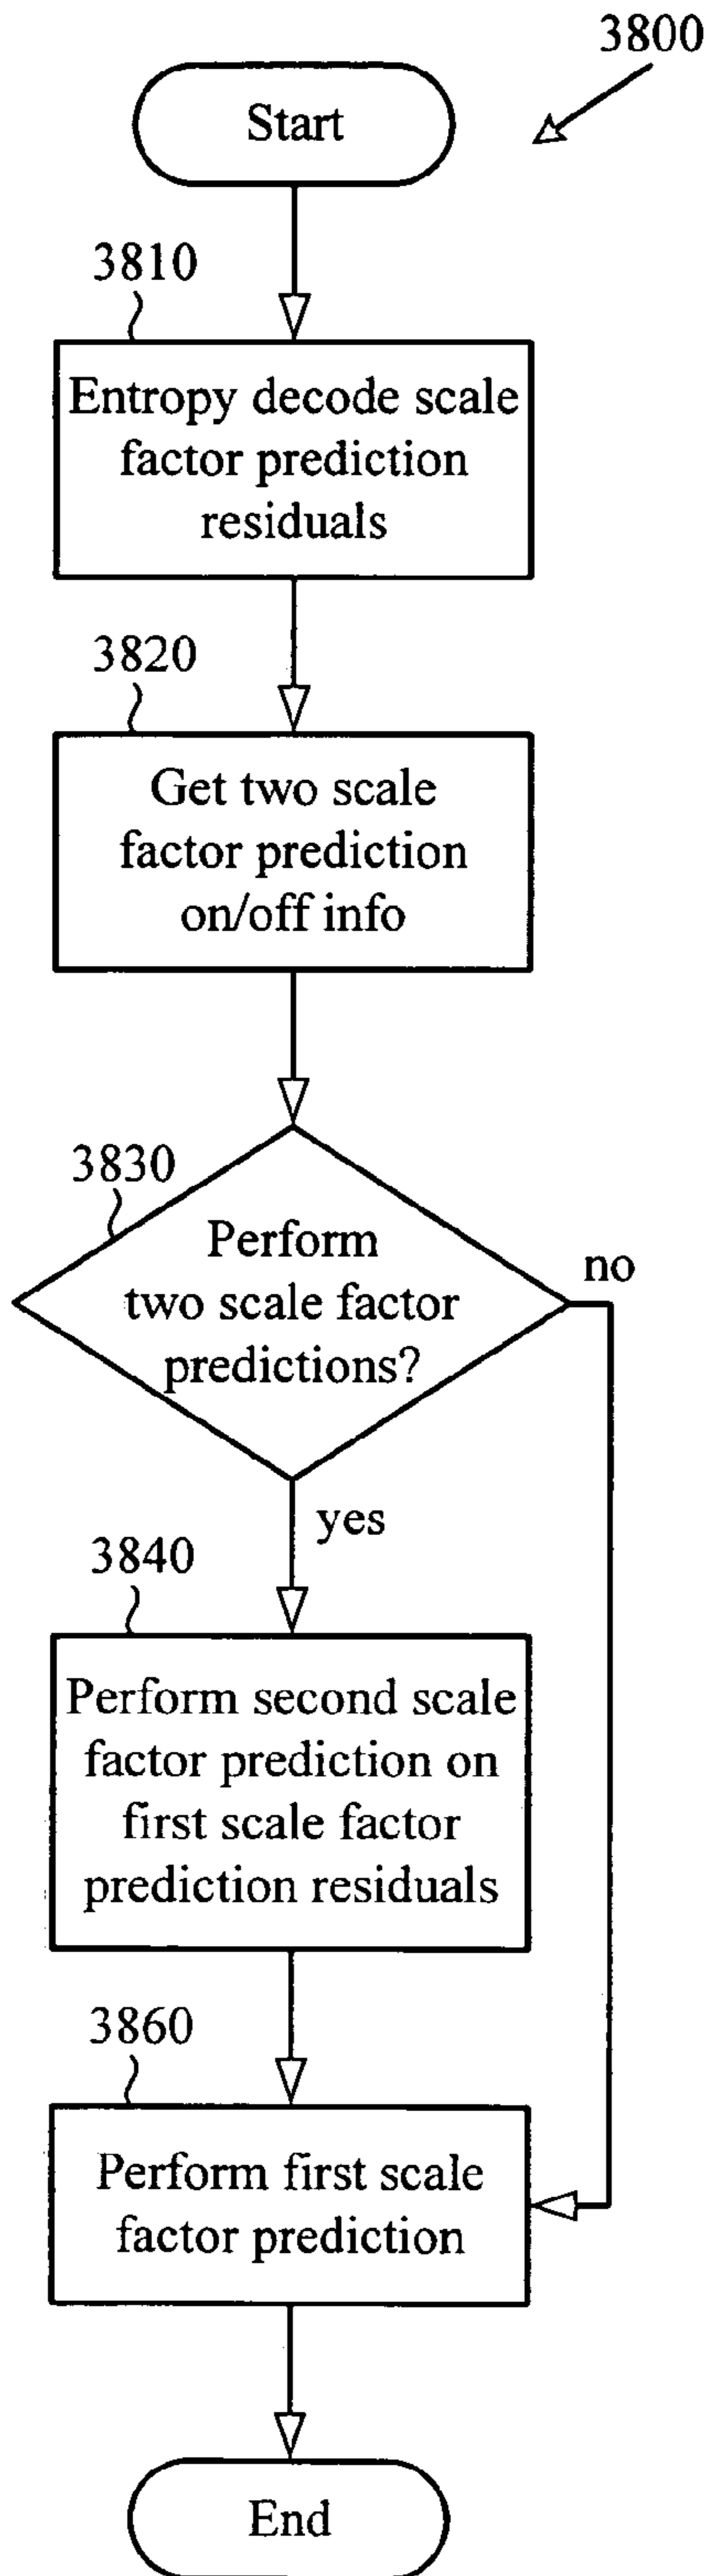 3800
Start
3810
Entropy decode scale
factor prediction
residuals
3820
Get two scale
factor prediction
on/off info
3830
Perform
two scale factor
predictions?
no
yes
3840
Perform second scale
factor prediction on
first scale factor
prediction residuals
3860
Perform first scale
factor prediction
End